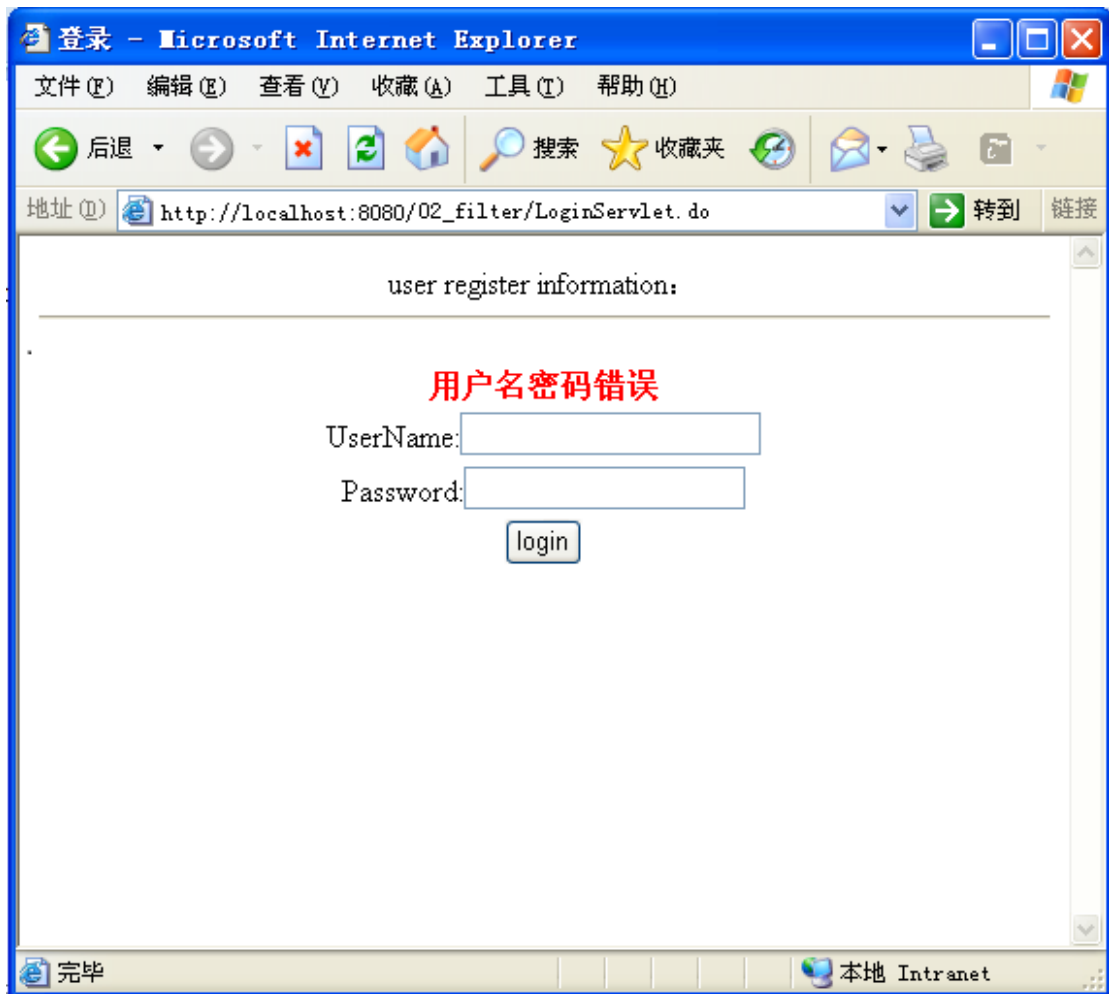 登录 - Microsoft Internet Explorer
文件(F) 编辑(E) 查看(V) 收藏(A) 工具(T) 帮助(H)
后退 搜索 收藏夹
地址(D) http://localhost:8080/02_filter/LoginServlet.do 转到 链接
user register information：
.
用户名密码错误
UserName:
Password:
login
完毕 本地 Intranet